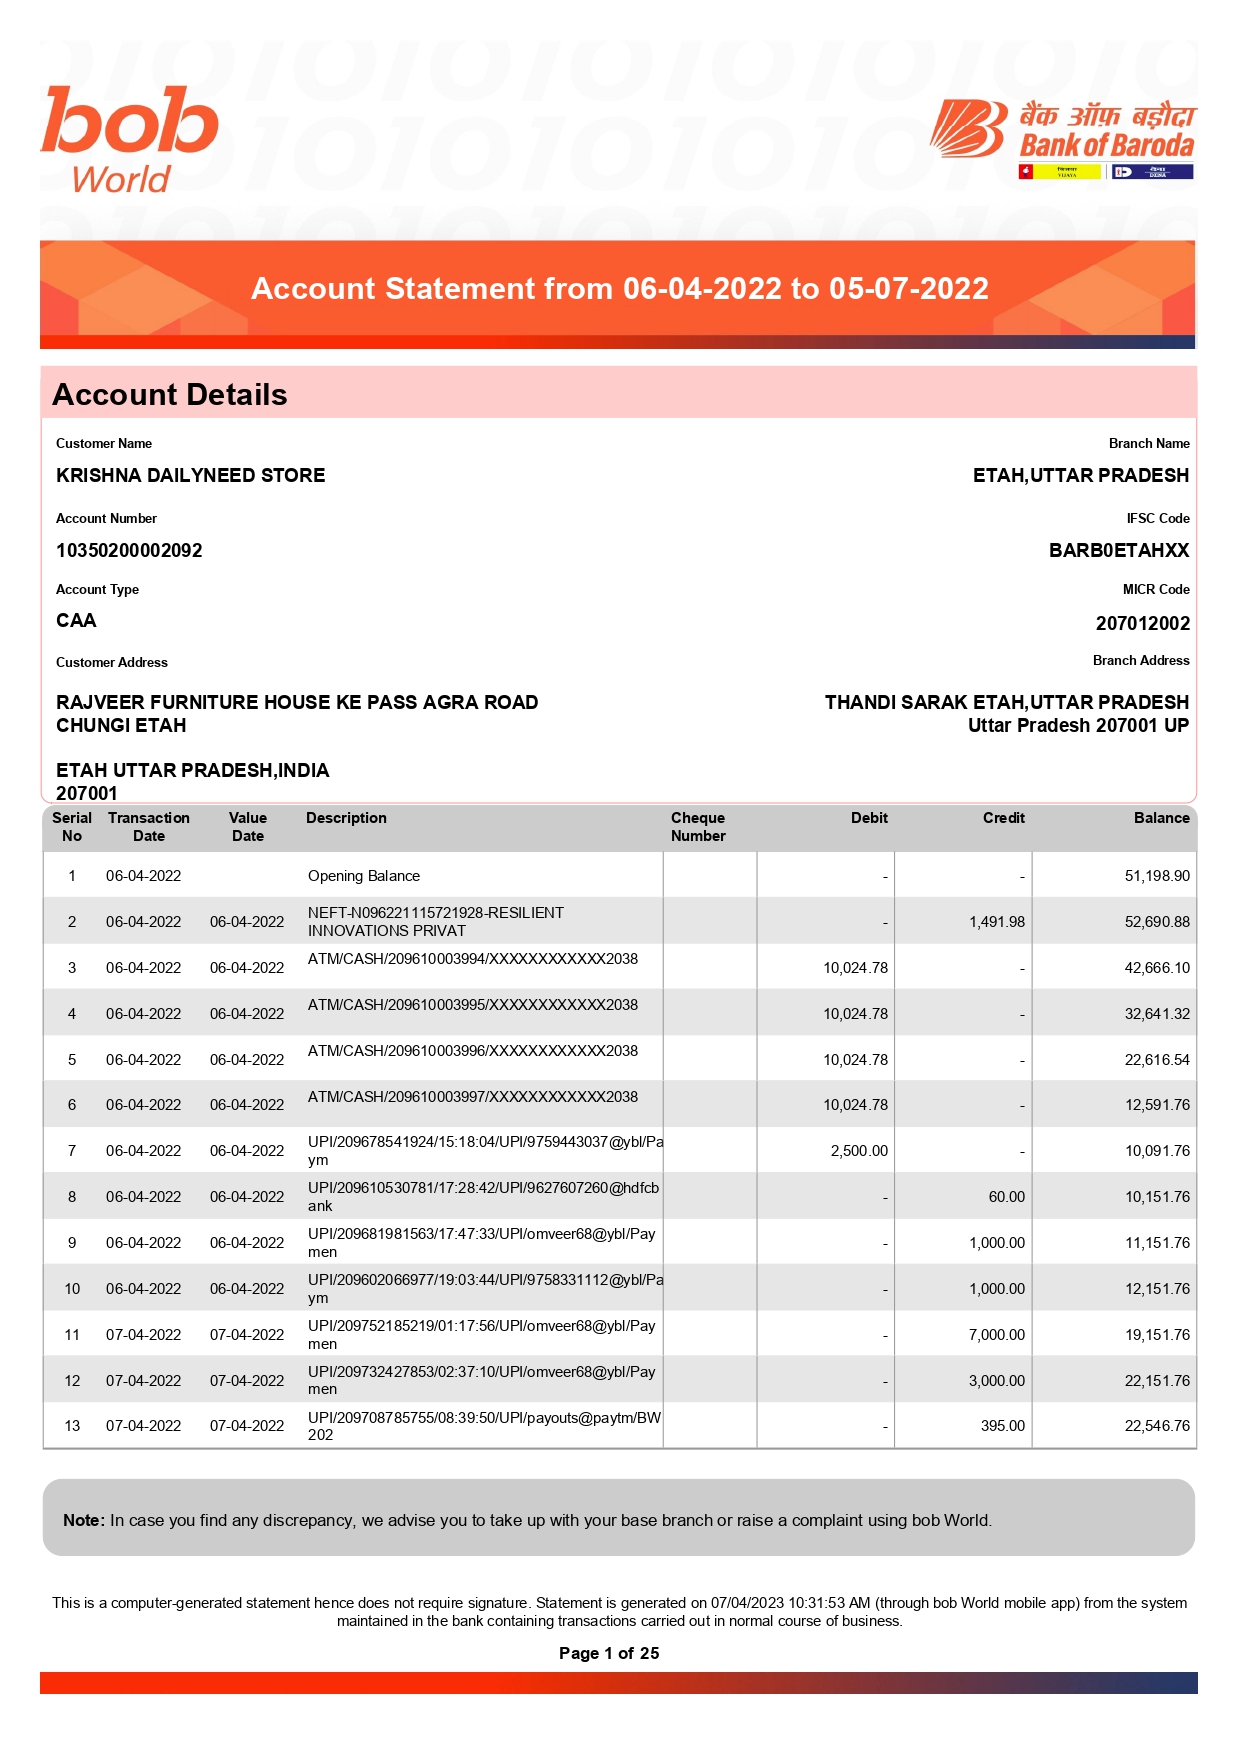 bob
World
बैंक ऑफ़ बड़ौदा
Bank of Baroda
VIJAYA
DENA
Account Statement from 06-04-2022 to 05-07-2022
Account Details
Customer Name Branch Name
KRISHNA DAILYNEED STORE ETAH,UTTAR PRADESH
Account Number IFSC Code
10350200002092 BARB0ETAHXX
Account Type MICR Code
CAA 207012002
Customer Address Branch Address
RAJVEER FURNITURE HOUSE KE PASS AGRA ROAD THANDI SARAK ETAH,UTTAR PRADESH
CHUNGI ETAH Uttar Pradesh 207001 UP
ETAH UTTAR PRADESH,INDIA
207001
Serial Transaction Value Description Cheque Debit Credit Balance
No Date Date Number
1 06-04-2022 Opening Balance - - 51,198.90
NEFT-N096221115721928-RESILIENT
2 06-04-2022 06-04-2022 - 1,491.98 52,690.88
INNOVATIONS PRIVAT
ATM/CASH/209610003994/XXXXXXXXXXXX2038
3 06-04-2022 06-04-2022 10,024.78 - 42,666.10
ATM/CASH/209610003995/XXXXXXXXXXXX2038
4 06-04-2022 06-04-2022 10,024.78 - 32,641.32
ATM/CASH/209610003996/XXXXXXXXXXXX2038
5 06-04-2022 06-04-2022 10,024.78 - 22,616.54
ATM/CASH/209610003997/XXXXXXXXXXXX2038
6 06-04-2022 06-04-2022 10,024.78 - 12,591.76
UPI/209678541924/15:18:04/UPI/9759443037@ybl/Pa
7 06-04-2022 06-04-2022 2,500.00 - 10,091.76
ym
UPI/209610530781/17:28:42/UPI/9627607260@hdfcb
8 06-04-2022 06-04-2022 - 60.00 10,151.76
ank
UPI/209681981563/17:47:33/UPI/omveer68@ybl/Pay
9 06-04-2022 06-04-2022 - 1,000.00 11,151.76
men
UPI/209602066977/19:03:44/UPI/9758331112@ybl/Pa
10 06-04-2022 06-04-2022 - 1,000.00 12,151.76
ym
UPI/209752185219/01:17:56/UPI/omveer68@ybl/Pay
11 07-04-2022 07-04-2022 - 7,000.00 19,151.76
men
UPI/209732427853/02:37:10/UPI/omveer68@ybl/Pay
12 07-04-2022 07-04-2022 - 3,000.00 22,151.76
men
UPI/209708785755/08:39:50/UPI/payouts@paytm/BW
13 07-04-2022 07-04-2022 - 395.00 22,546.76
202
Note: In case you find any discrepancy, we advise you to take up with your base branch or raise a complaint using bob World.
This is a computer-generated statement hence does not require signature. Statement is generated on 07/04/2023 10:31:53 AM (through bob World mobile app) from the system
maintained in the bank containing transactions carried out in normal course of business.
Page 1 of 25